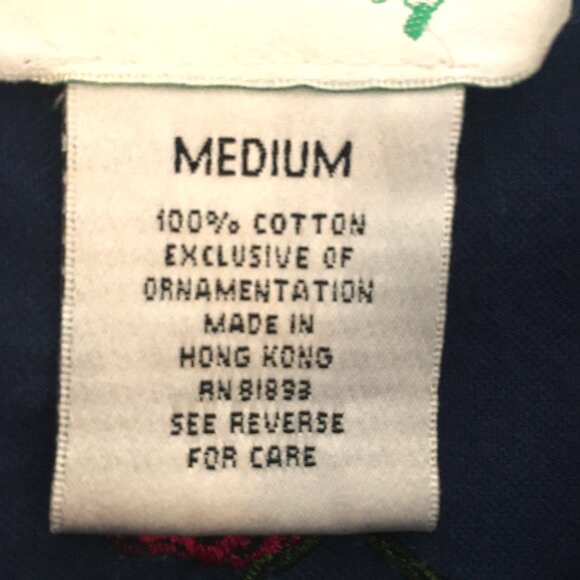 MEDIUM
100% COTTON
EXCLUSIVE OF
ORNAMENTATION
MADE IN
HONG KONG
RN 81893
SEE REVERSE
FOR CARE